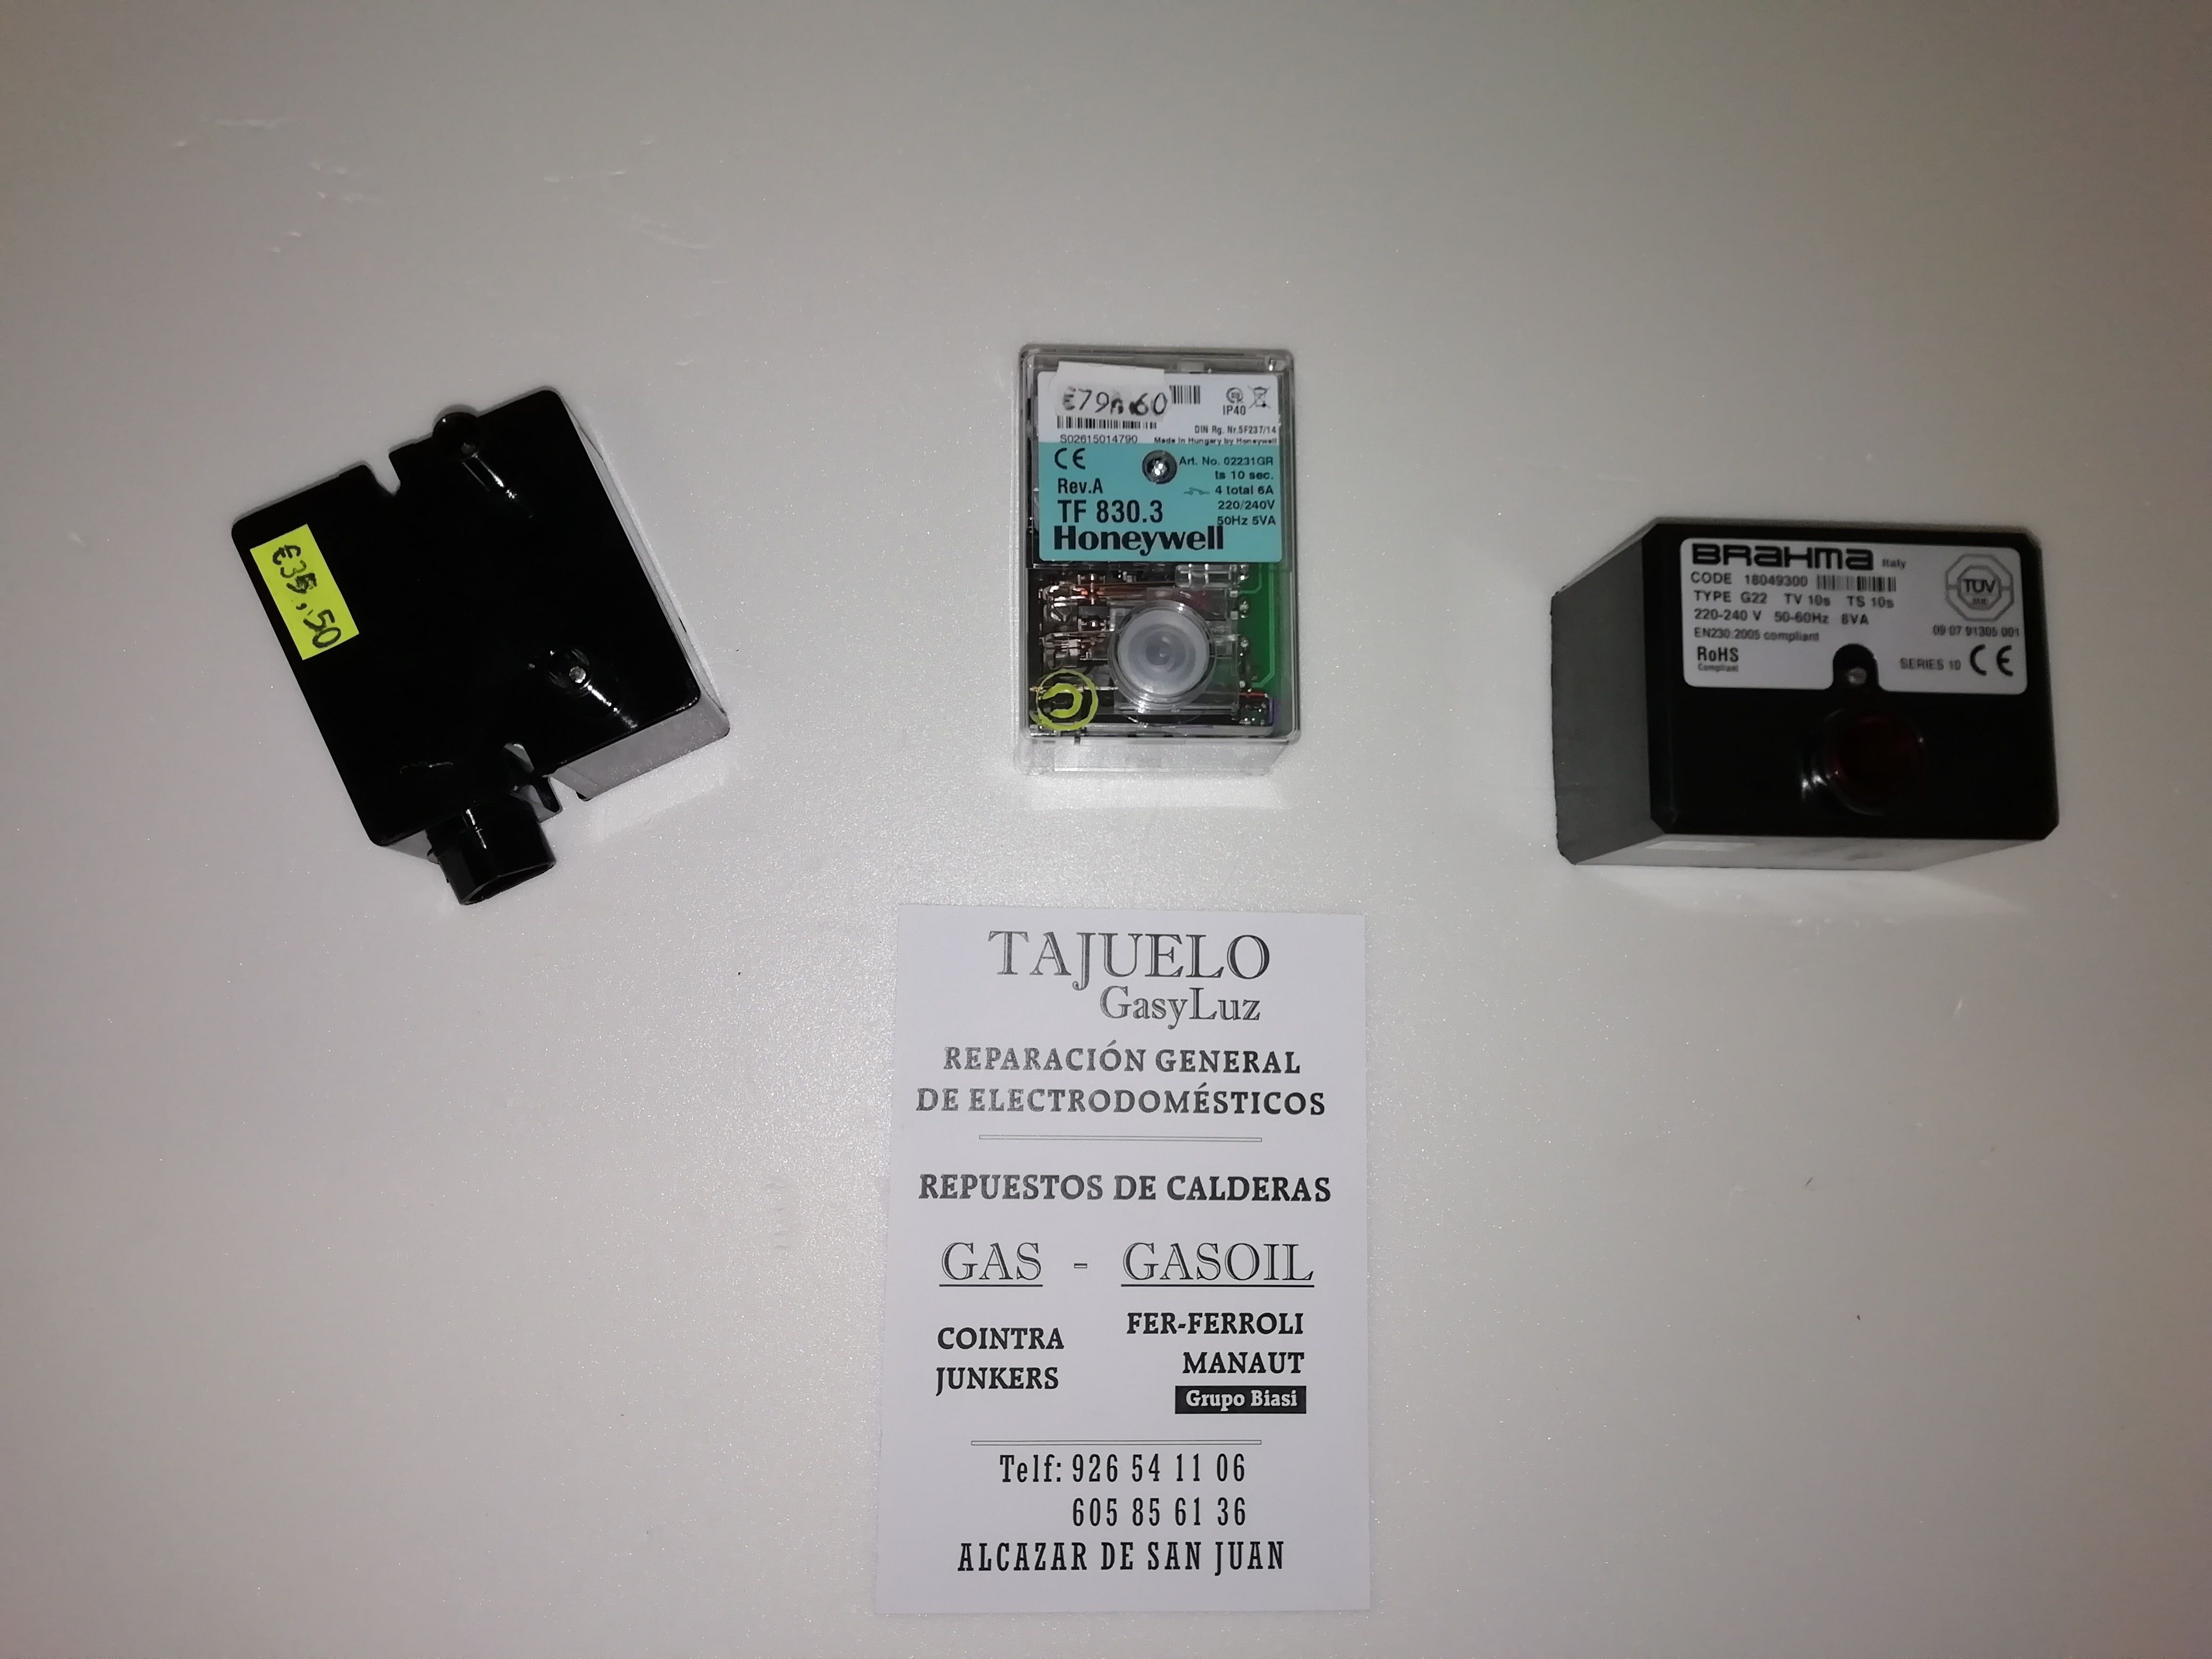 €35,50
€79,60
IP40
DIN Rg. Nr.5F237/14
S02615014790 Made in Hungary by Honeywell
CE Art. No. 02231GR
ts 10 sec.
Rev.A 4 total 6A
TF 830.3 220/240V
50Hz 5VA
Honeywell
BRAHMA Italy
CODE 18049300
TYPE G22 TV 10s TS 10s
220-240 V 50-60Hz 8VA
EN230:2005 compliant
TÜV
09 07 91305 001
RoHS
Compliant
SERIES 10 CE
TAJUELO
GasyLuz
REPARACIÓN GENERAL
DE ELECTRODOMÉSTICOS
REPUESTOS DE CALDERAS
GAS - GASOIL
COINTRA
JUNKERS
FER-FERROLI
MANAUT
Grupo Biasi
Telf: 926 54 11 06
605 85 61 36
ALCAZAR DE SAN JUAN